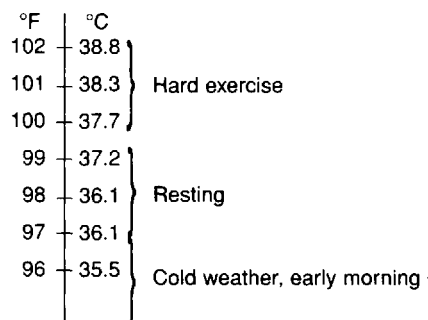 °F °C
102 38.8
101 38.3 Hard exercise
100 37.7
99 37.2
98 36.1 Resting
97 36.1
96 35.5
Cold weather, early morning